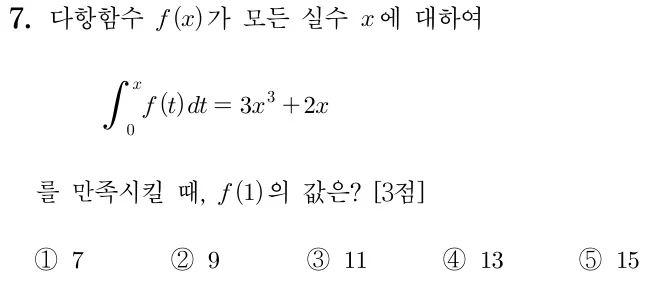 7. 다항함수 f(x)가 모든 실수 x에 대하여
∫₀ˣ f(t)dt = 3x³ + 2x
를 만족시킬 때, f(1)의 값은? [3점]
① 7 ② 9 ③ 11 ④ 13 ⑤ 15